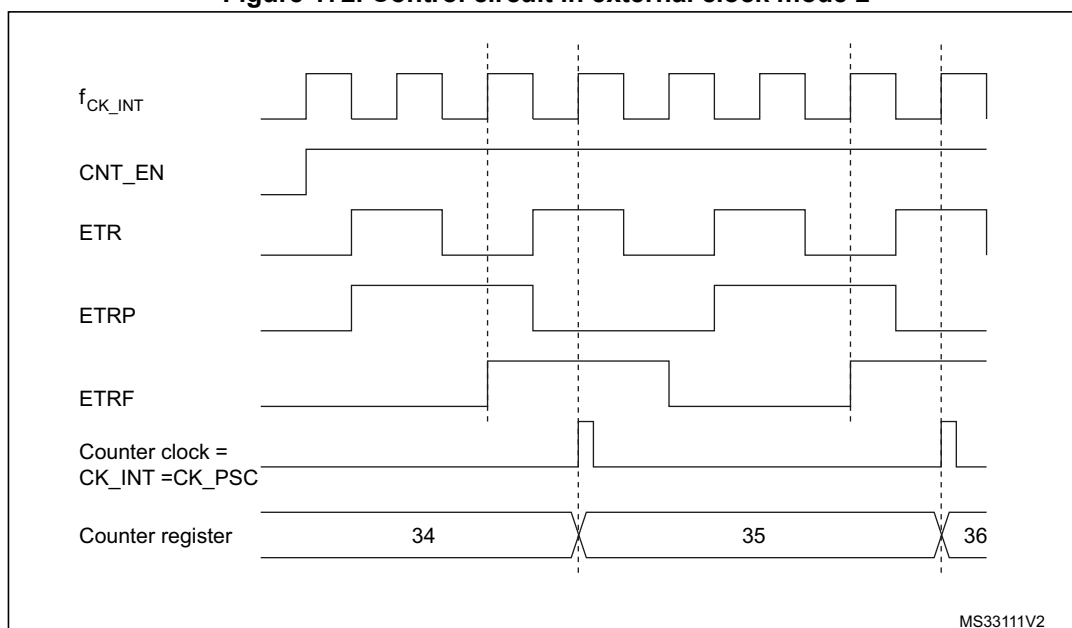 Figure 172. Control circuit in external clock mode 2
fCK_INT
CNT_EN
ETR
ETRP
ETRF
Counter clock =
CK_INT =CK_PSC
Counter register 34 35 36
MS33111V2